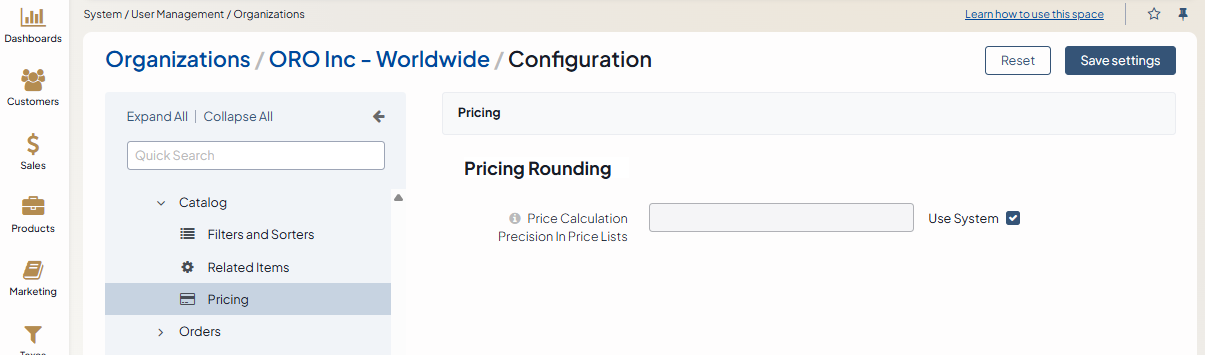 System / User Management / Organizations
Learn how to use this space
Dashboards
Customers
Sales
Products
Marketing
Taxes
Organizations / ORO Inc - Worldwide / Configuration
Reset
Save settings
Expand All | Collapse All
Quick Search
Catalog
Filters and Sorters
Related Items
Pricing
Orders
Pricing
Pricing Rounding
Price Calculation
Precision In Price Lists
Use System